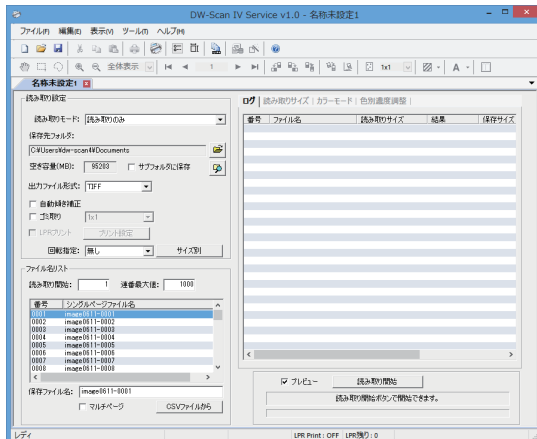 DW-Scan IV Service v1.0 - 名称未設定1
ファイル(F) 編集(E) 表示(V) ツール(T) ヘルプ(H)
全体表示 1 1x1 A
名称未設定1
読み取り設定
読み取りモード: 読み取りのみ
保存先フォルダ:
C:¥Users¥dw-scan4¥Documents
空き容量(MB): 95203 サブフォルダに保存
出力ファイル形式: TIFF
自動傾き補正
ゴミ取り 1x1
LPRプリント プリント設定
回転指定: 無し サイズ別
ファイル名リスト
読み取り開始: 1 連番最大値: 1000
番号 シングルページファイル名
0001 image0611-0001
0002 image0611-0002
0003 image0611-0003
0004 image0611-0004
0005 image0611-0005
0006 image0611-0006
0007 image0611-0007
0008 image0611-0008
保存ファイル名: image0611-0001
マルチページ CSVファイルから
ログ 読み取りサイズ カラーモード 色別濃度調整
番号 ファイル名 読み取りサイズ 結果 保存サイズ
プレビュー 読み取り開始
読み取り開始ボタンで開始できます。
レディ LPR Print : OFF LPR残り : 0